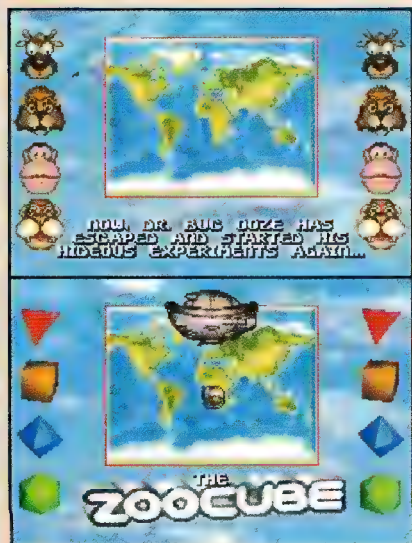 NOW, DR. BUG OOZE HAS
ESCAPED AND STARTED HIS
HIDEOUS EXPERIMENTS AGAIN...
THE
ZOOCUBE